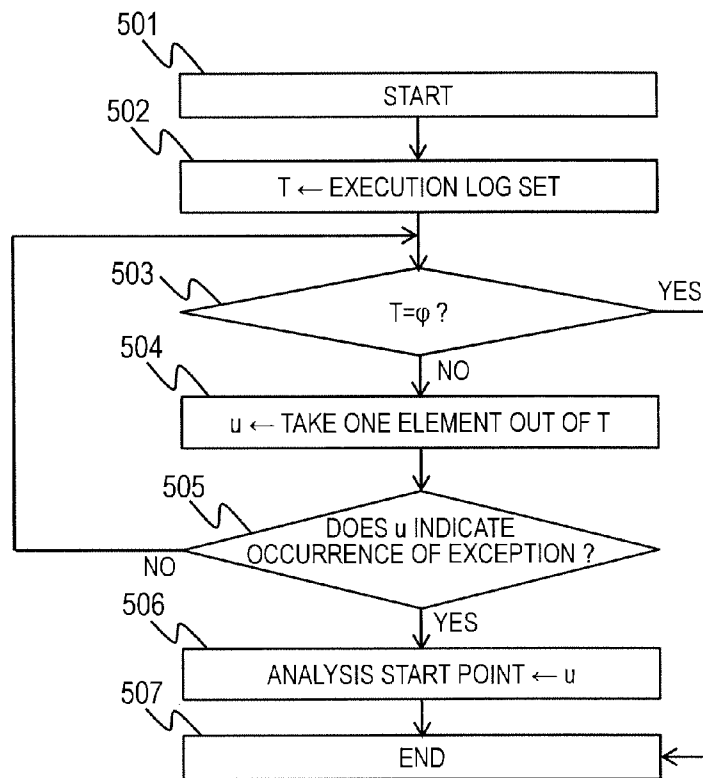 501
START
502
T ← EXECUTION LOG SET
503
YES
T=φ ?
504
NO
u ← TAKE ONE ELEMENT OUT OF T
505
DOES u INDICATE
OCCURRENCE OF EXCEPTION ?
NO
506
YES
ANALYSIS START POINT ← u
507
END